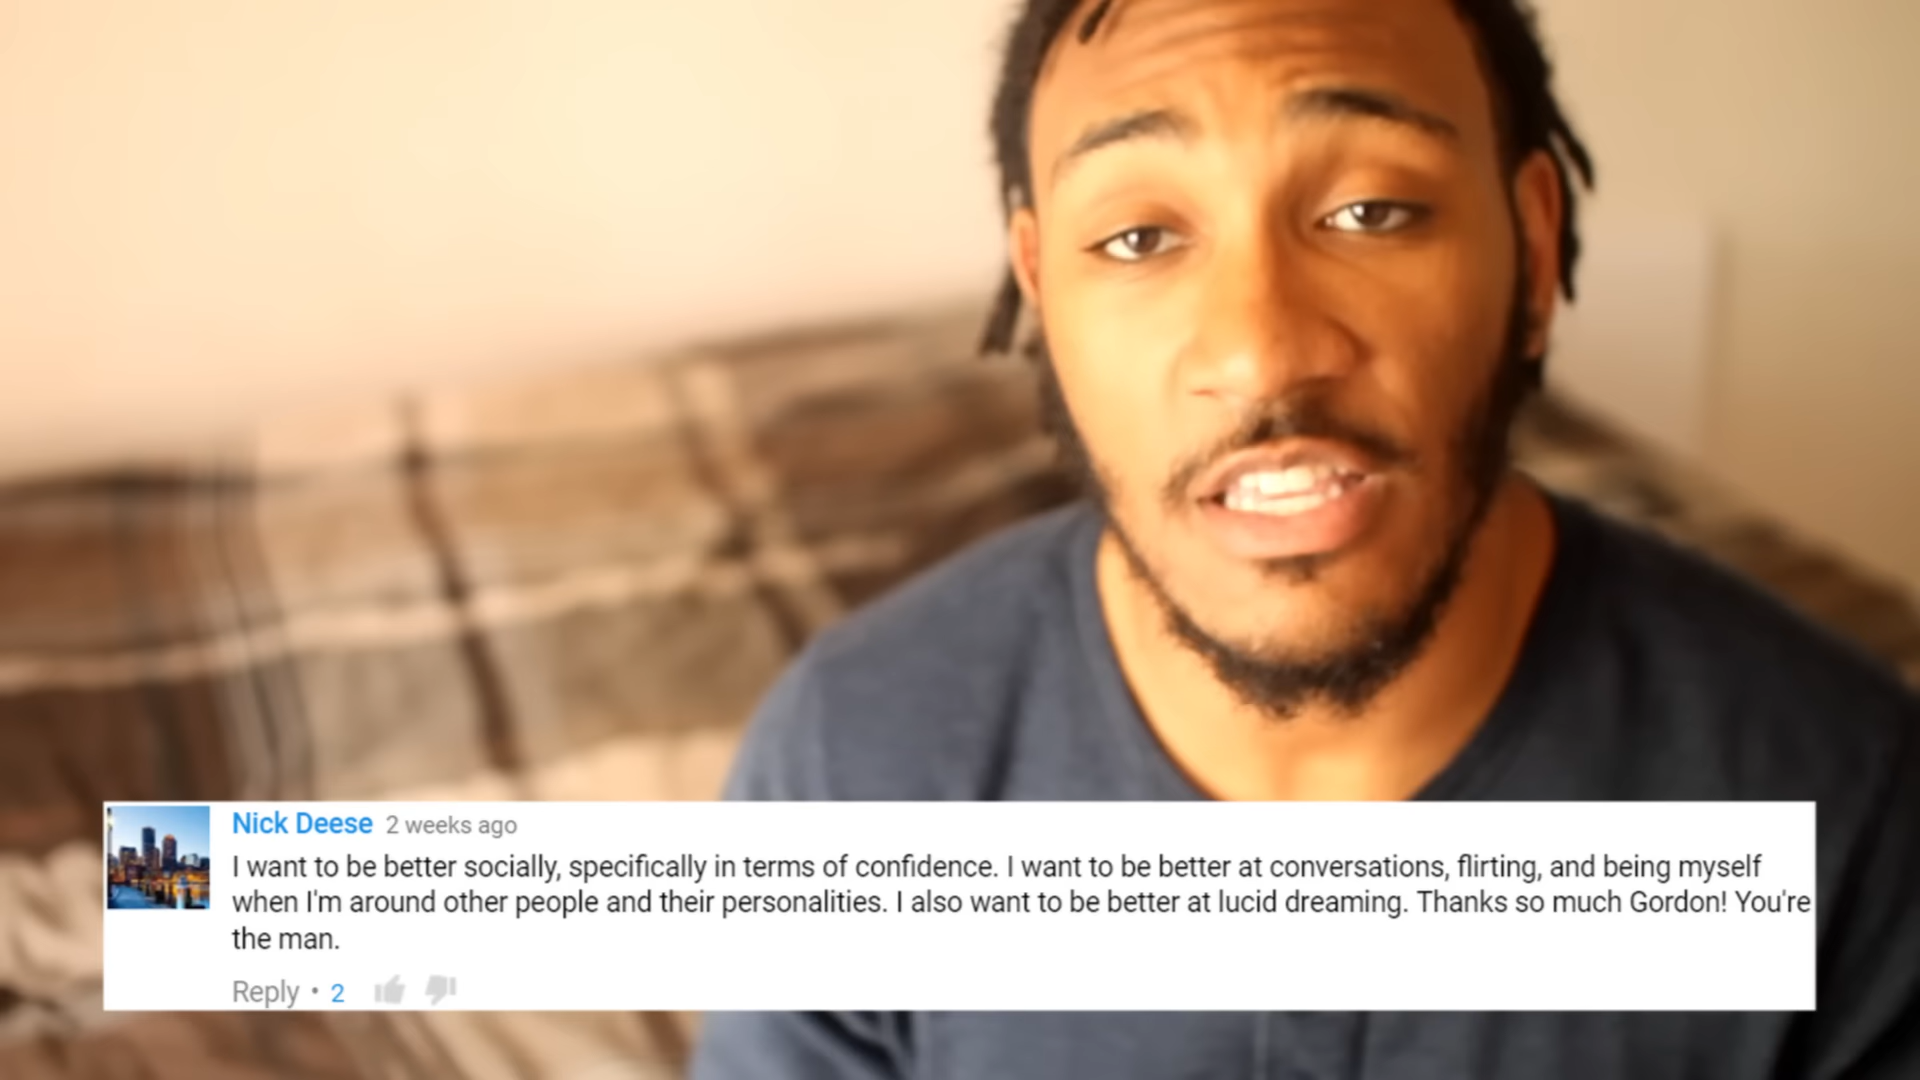 Nick Deese 2 weeks ago
I want to be better socially, specifically in terms of confidence. I want to be better at conversations, flirting, and being myself
when I'm around other people and their personalities. I also want to be better at lucid dreaming. Thanks so much Gordon! You're
the man.
Reply • 2